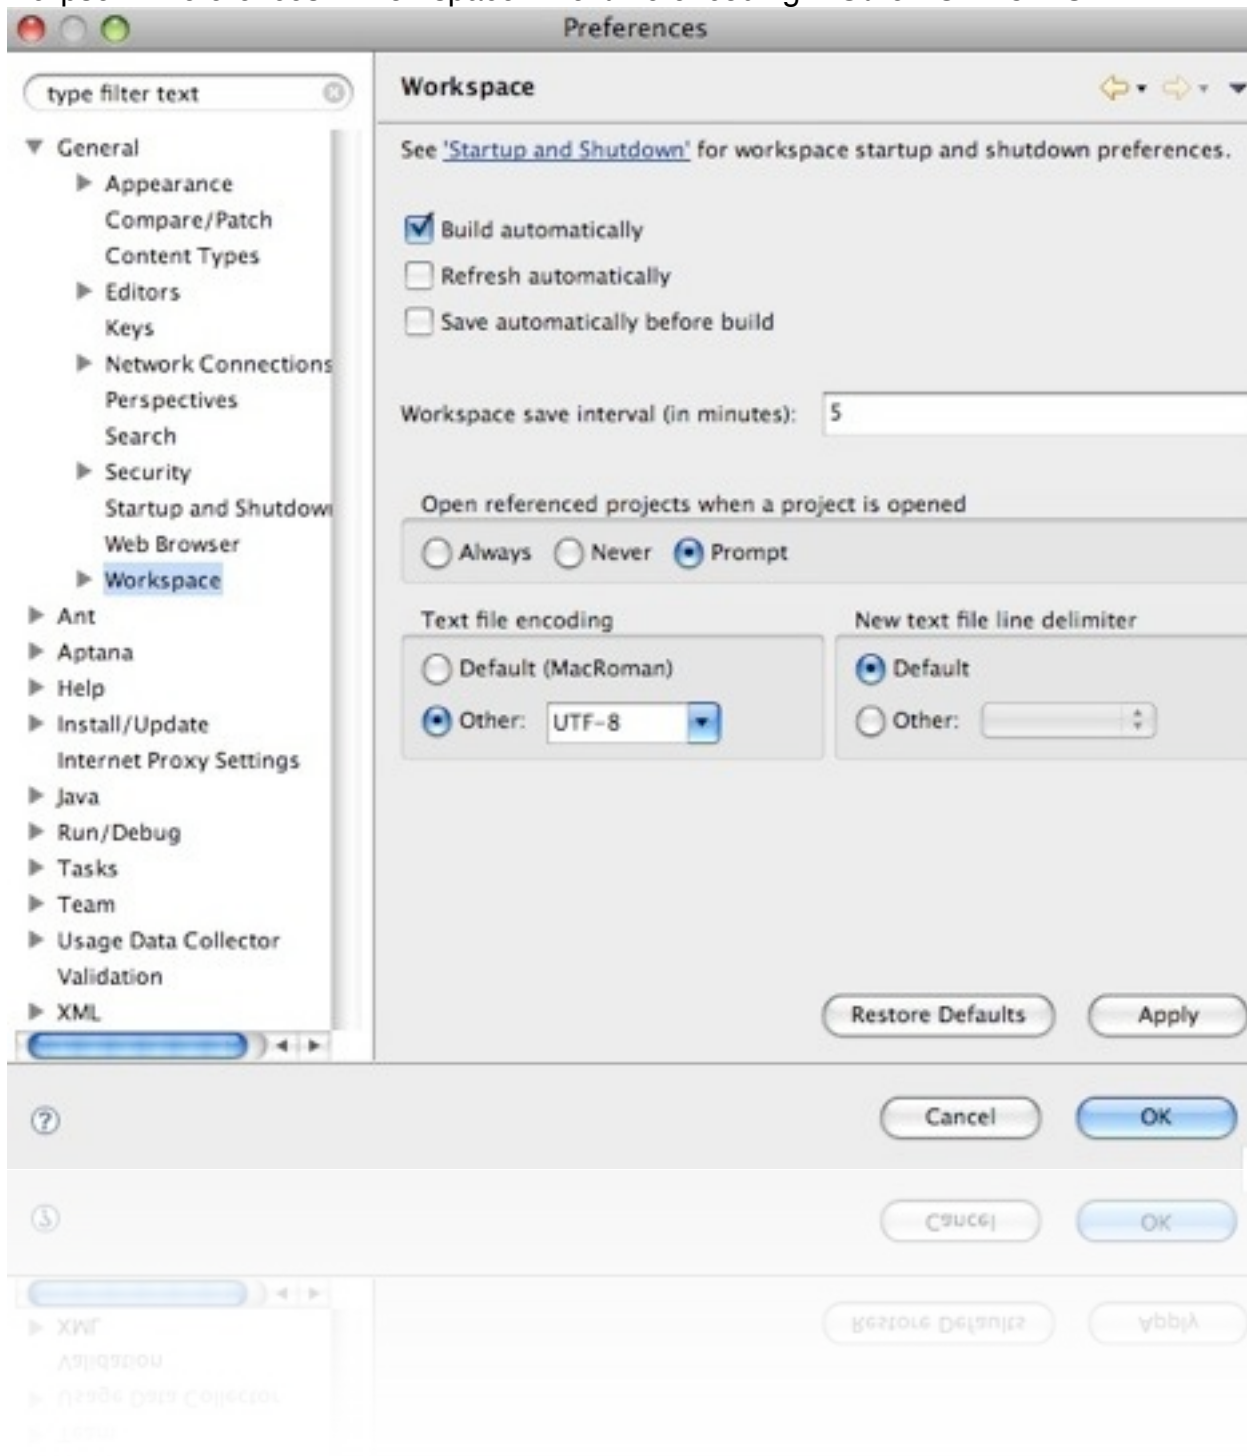 Preferences
type filter text
General
Appearance
Compare/Patch
Content Types
Editors
Keys
Network Connections
Perspectives
Search
Security
Startup and Shutdow
Web Browser
Workspace
Ant
Aptana
Help
Install/Update
Internet Proxy Settings
Java
Run/Debug
Tasks
Team
Usage Data Collector
Validation
XML
Workspace
See 'Startup and Shutdown' for workspace startup and shutdown preferences.
Build automatically
Refresh automatically
Save automatically before build
Workspace save interval (in minutes): 5
Open referenced projects when a project is opened
Always Never Prompt
Text file encoding
Default (MacRoman)
Other: UTF-8
New text file line delimiter
Default
Other:
Restore Defaults Apply
? Cancel OK